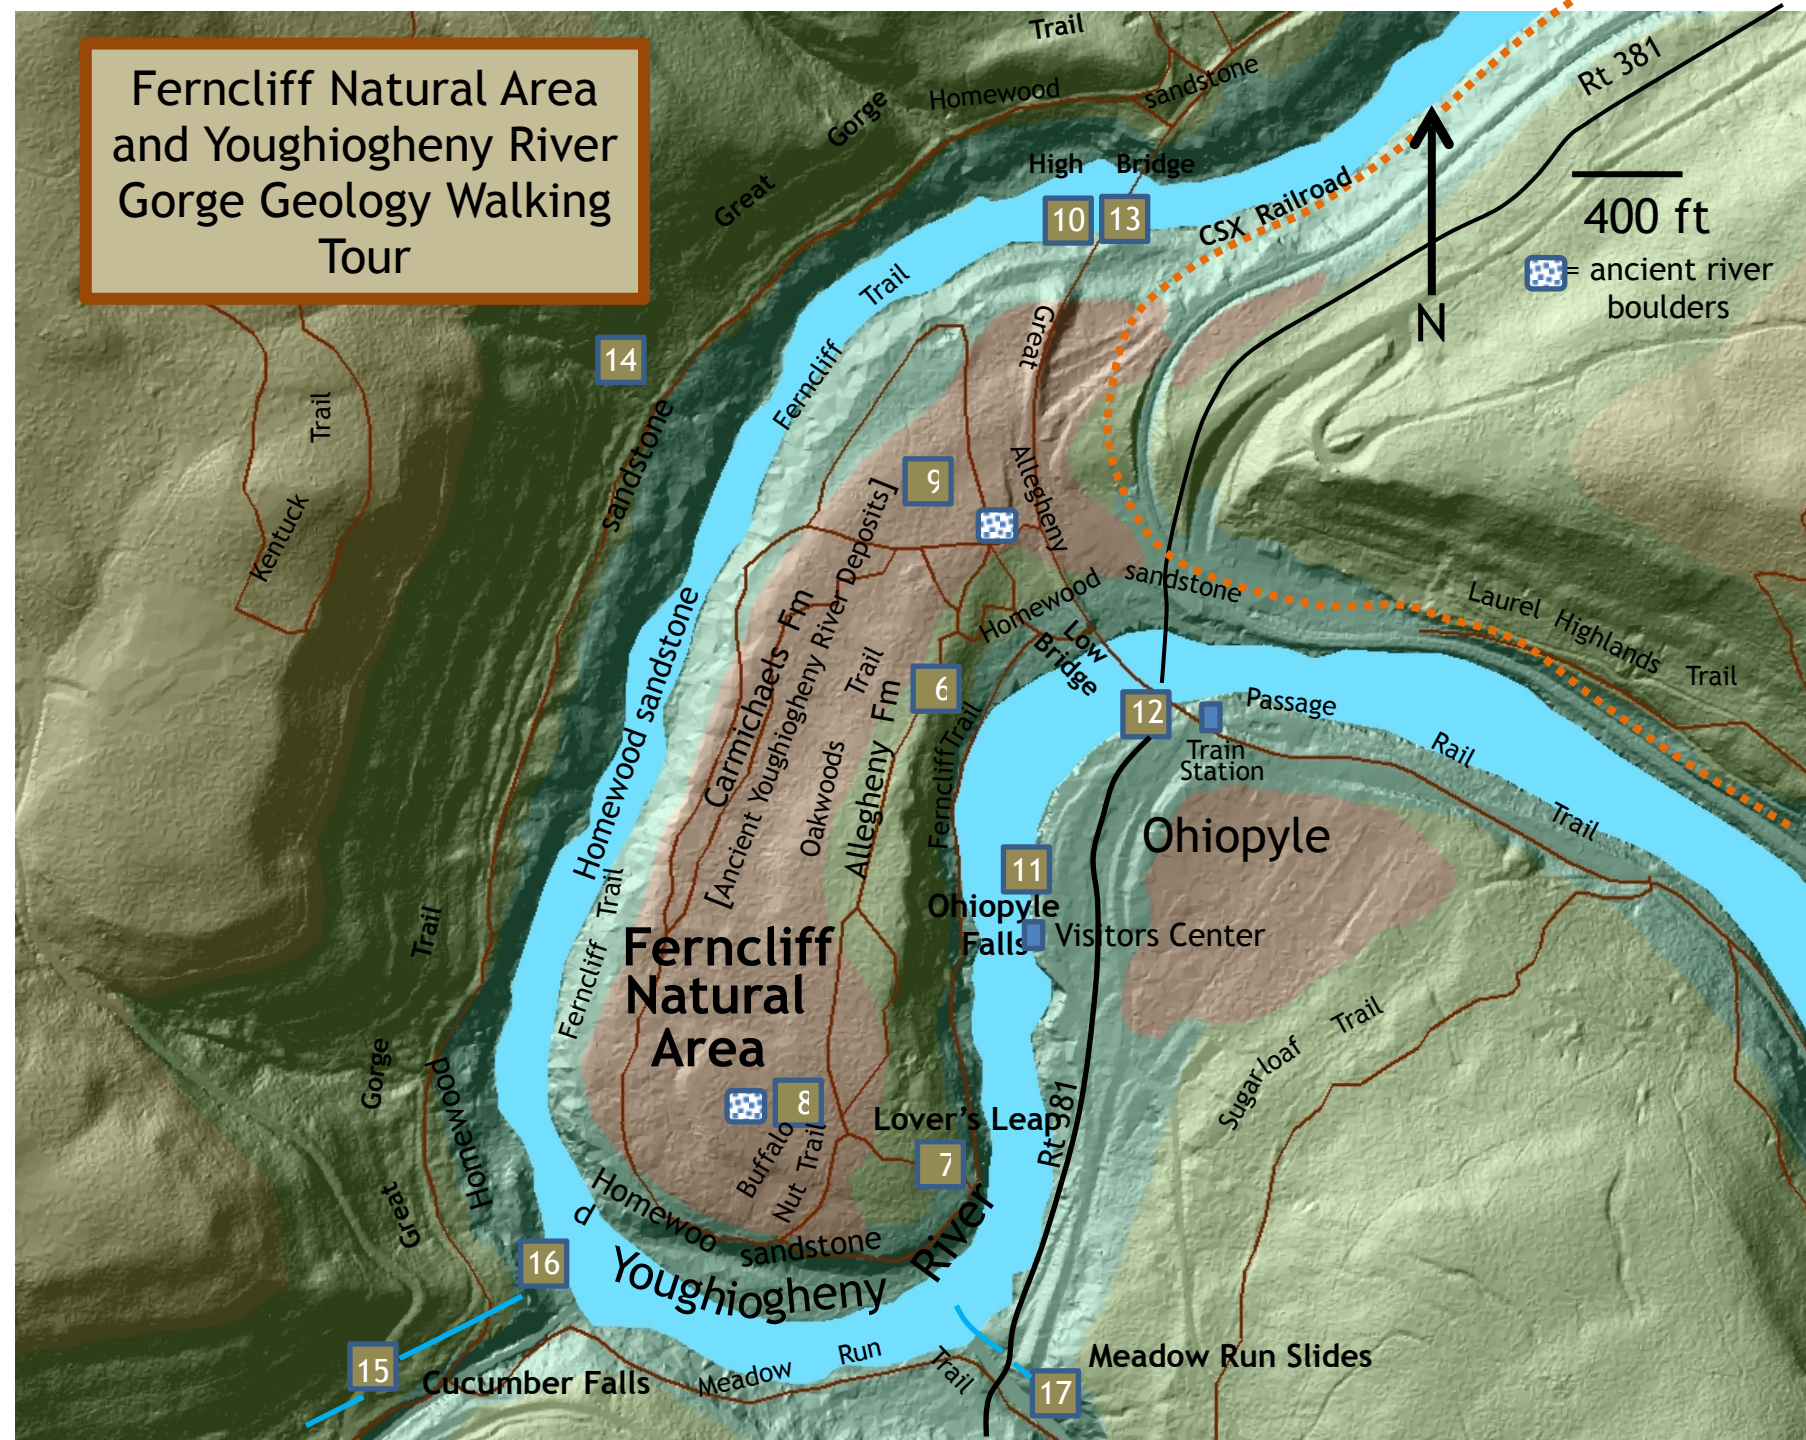 Ferncliff Natural Area
and Youghiogheny River
Gorge Geology Walking
Tour
Trail
Homewood sandstone
Great Gorge
Rt 381
High Bridge
10
13
CSX Railroad
400 ft
= ancient river
boulders
N
Ferncliff Trail
14
sandstone
Trail
Kentuck
Great
Allegheny
9
Homewood sandstone
Laurel Highlands Trail
Low
Bridge
Homewood sandstone
Carmichaels Fm
[Ancient Youghiogheny River Deposits]
Oakwoods Trail
Allegheny Fm
6
Ferncliff Trail
12
Passage Rail Trail
Train
Station
Ohiopyle
11
Ohiopyle
Falls
Visitors Center
Ferncliff Trail
Ferncliff
Natural
Area
Great Gorge Trail
Homewood
8
Buffalo
Nut Trail
Lover’s Leap
7
Rt 381
Sugarloaf Trail
Homewoo
d
sandstone
Youghiogheny River
16
15
Cucumber Falls
Meadow Run Trail
Meadow Run Slides
17